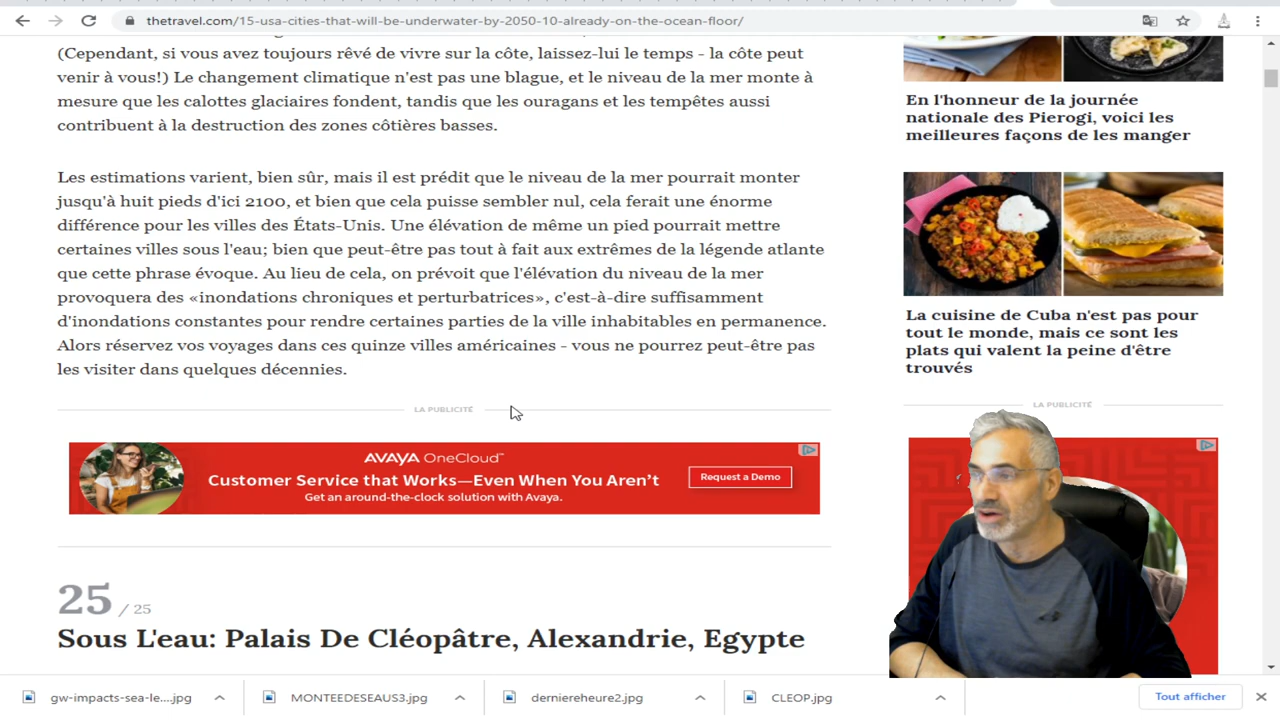 thetravel.com/15-usa-cities-that-will-be-underwater-by-2050-10-already-on-the-ocean-floor/
(Cependant, si vous avez toujours rêvé de vivre sur la côte, laissez-lui le temps - la côte peut
venir à vous!) Le changement climatique n'est pas une blague, et le niveau de la mer monte à
mesure que les calottes glaciaires fondent, tandis que les ouragans et les tempêtes aussi
contribuent à la destruction des zones côtières basses.
Les estimations varient, bien sûr, mais il est prédit que le niveau de la mer pourrait monter
jusqu'à huit pieds d'ici 2100, et bien que cela puisse sembler nul, cela ferait une énorme
différence pour les villes des États-Unis. Une élévation de même un pied pourrait mettre
certaines villes sous l'eau; bien que peut-être pas tout à fait aux extrêmes de la légende atlante
que cette phrase évoque. Au lieu de cela, on prévoit que l'élévation du niveau de la mer
provoquera des «inondations chroniques et perturbatrices», c'est-à-dire suffisamment
d'inondations constantes pour rendre certaines parties de la ville inhabitables en permanence.
Alors réservez vos voyages dans ces quinze villes américaines - vous ne pourrez peut-être pas
les visiter dans quelques décennies.
LA PUBLICITÉ
AVAYA OneCloud™
Customer Service that Works—Even When You Aren't
Get an around-the-clock solution with Avaya.
Request a Demo
25 / 25
Sous L'eau: Palais De Cléopâtre, Alexandrie, Egypte
En l'honneur de la journée
nationale des Pierogi, voici les
meilleures façons de les manger
La cuisine de Cuba n'est pas pour
tout le monde, mais ce sont les
plats qui valent la peine d'être
trouvés
LA PUBLICITÉ
gw-impacts-sea-le....jpg
MONTEEDESEAUS3.jpg
derniereheure2.jpg
CLEOP.jpg
Tout afficher